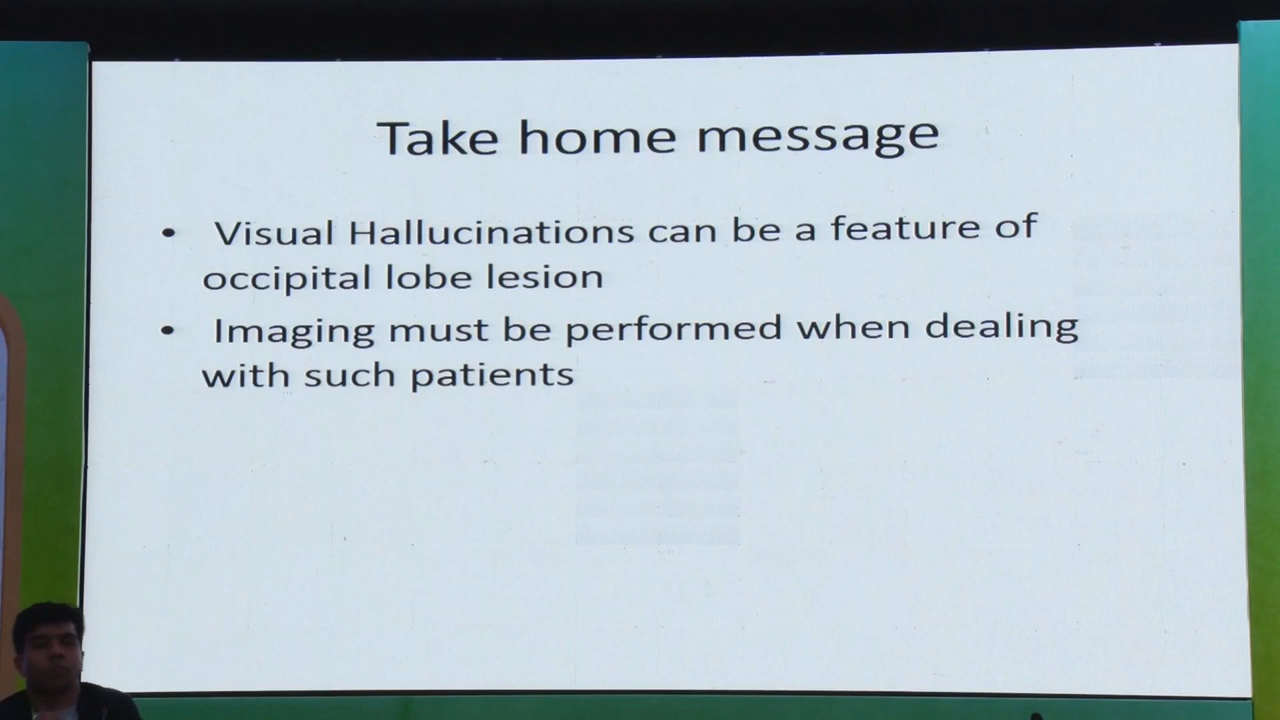 Take home message
• Visual Hallucinations can be a feature of
occipital lobe lesion
• Imaging must be performed when dealing
with such patients